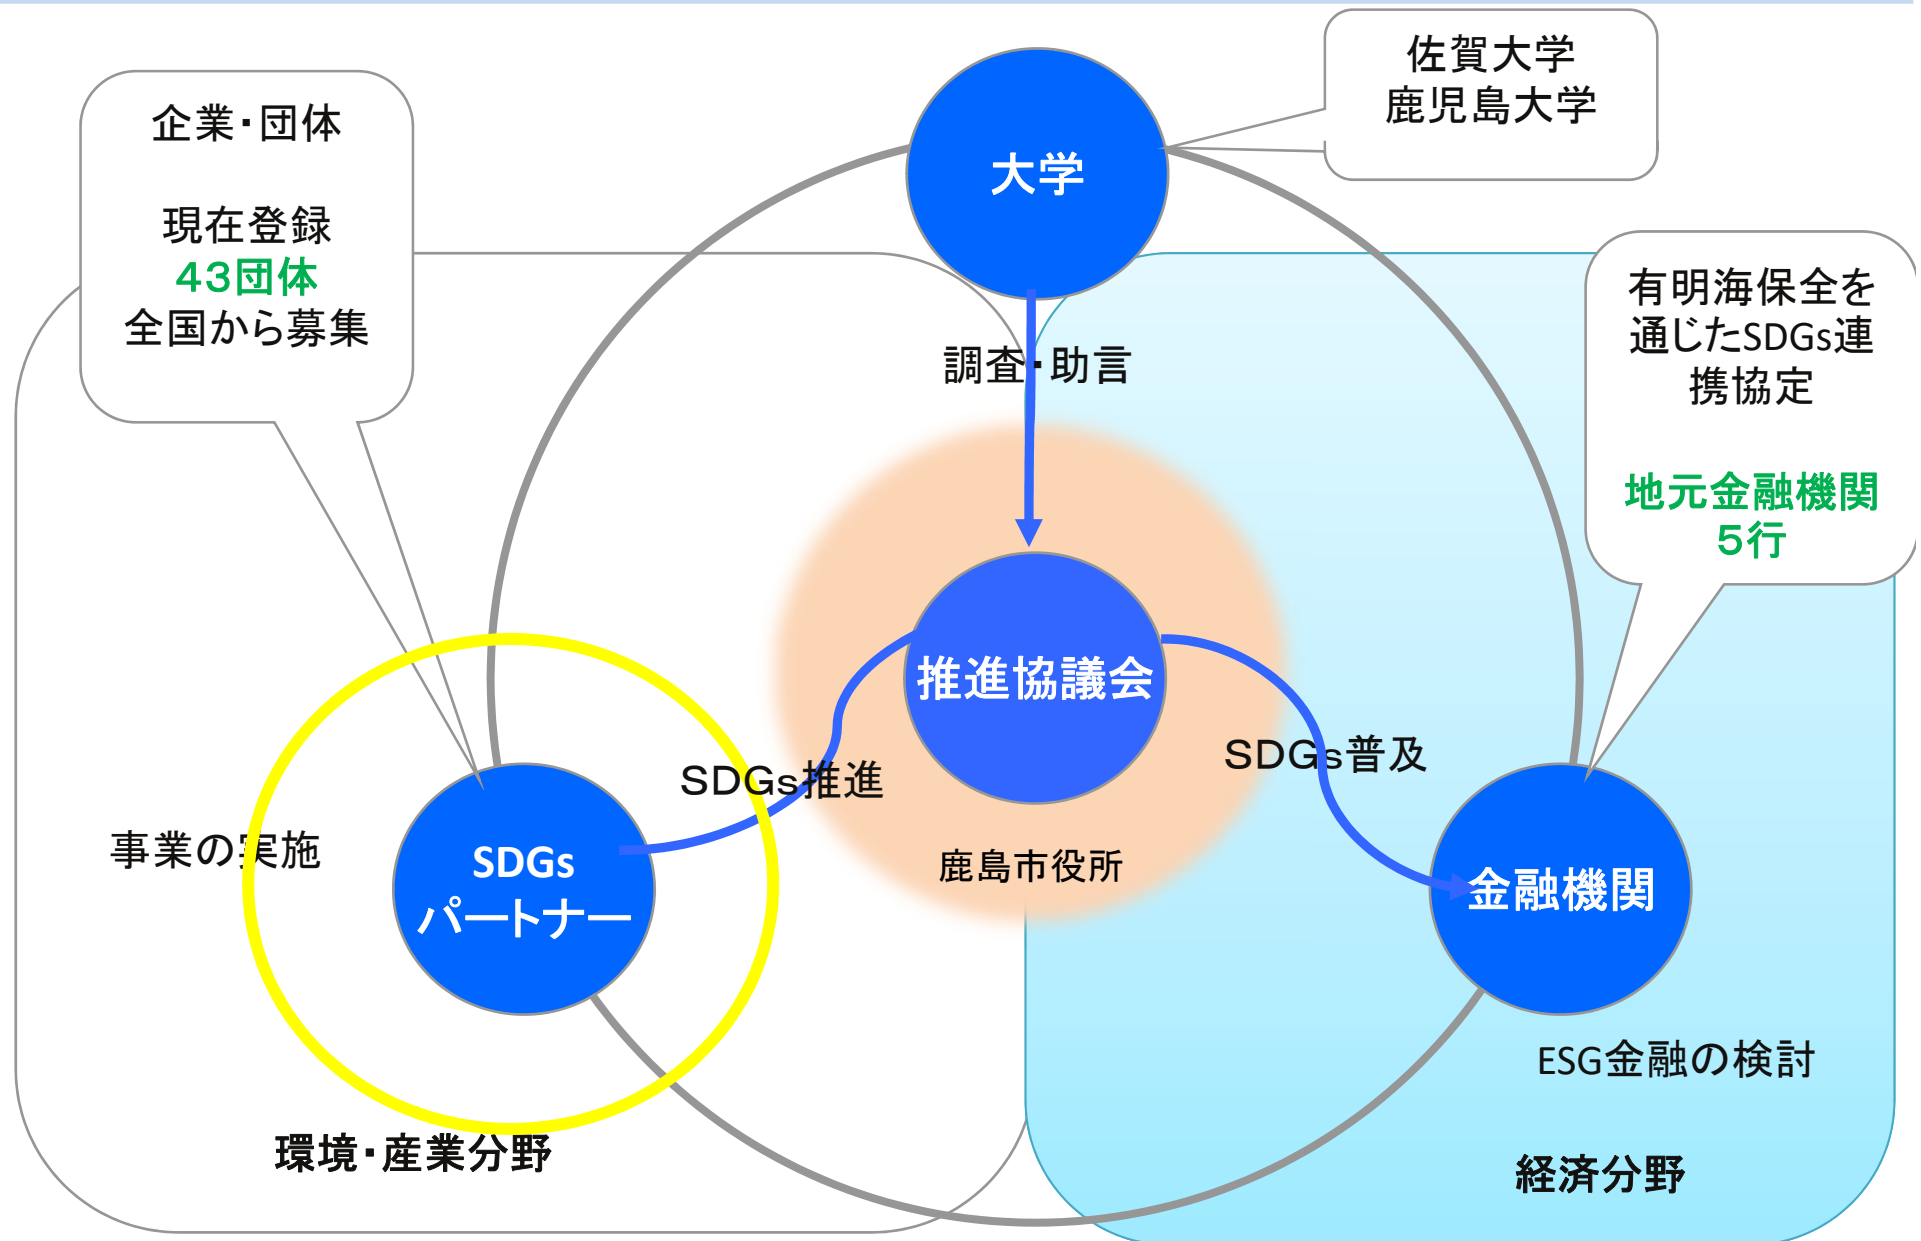 佐賀大学
鹿児島大学
企業・団体
現在登録
４３団体
全国から募集
大学
有明海保全を
通じたSDGs連
携協定
地元金融機関
５行
調査・助言
推進協議会
SDGs推進
SDGs普及
鹿島市役所
事業の実施
SDGs
パートナー
金融機関
ESG金融の検討
環境・産業分野
経済分野